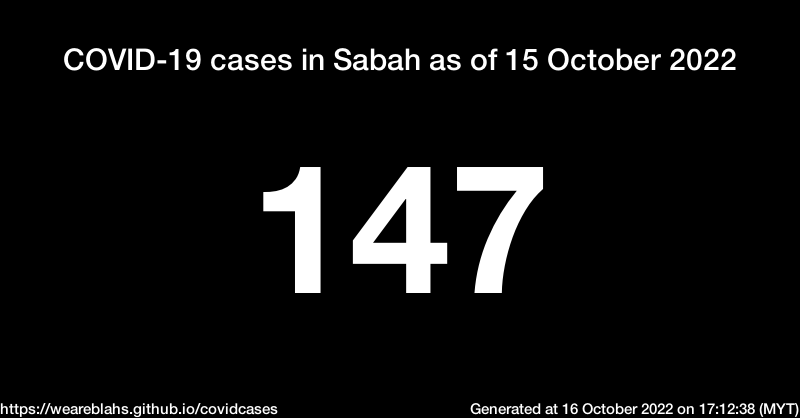 COVID-19 cases in Sabah as of 15 October 2022
147
https://weareblahs.github.io/covidcases
Generated at 16 October 2022 on 17:12:38 (MYT)